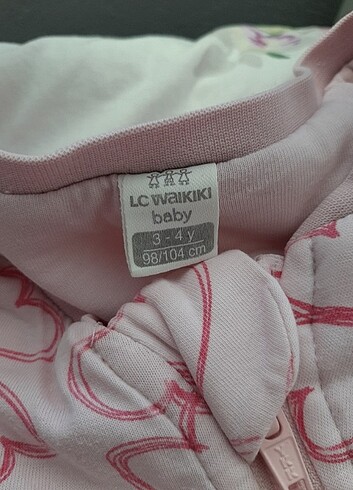 LC WAIKIKI
baby
3 - 4 y
98/104 cm